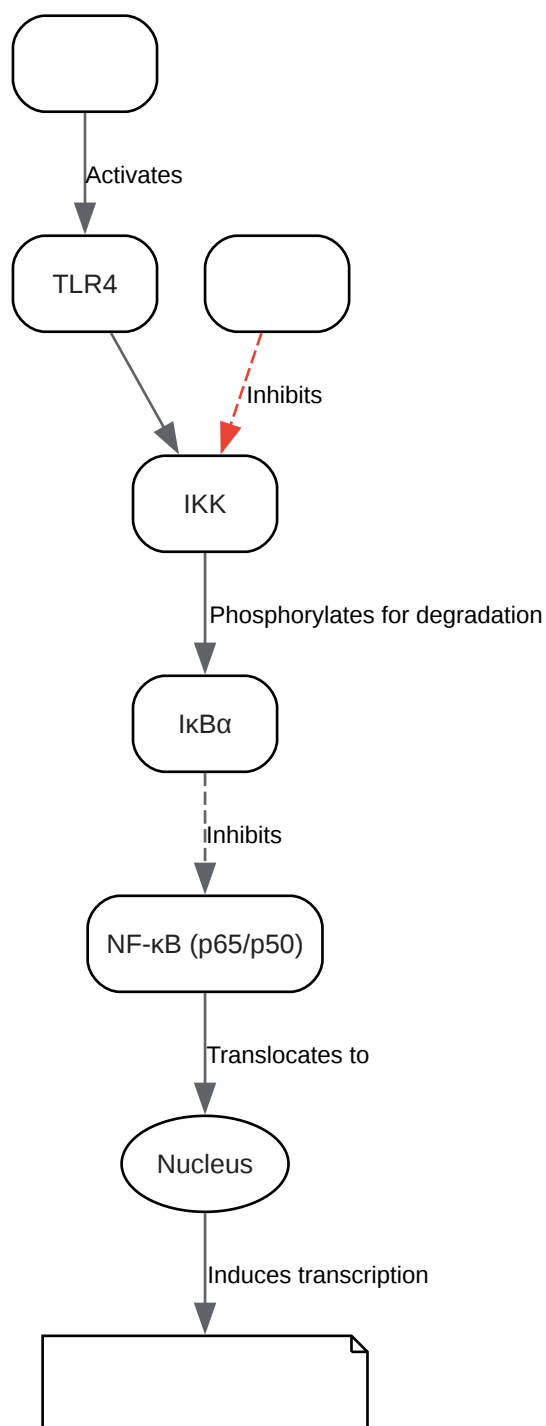 Activates
TLR4
Inhibits
IKK
Phosphorylates for degradation
IκBα
Inhibits
NF-κB (p65/p50)
Translocates to
Nucleus
Induces transcription